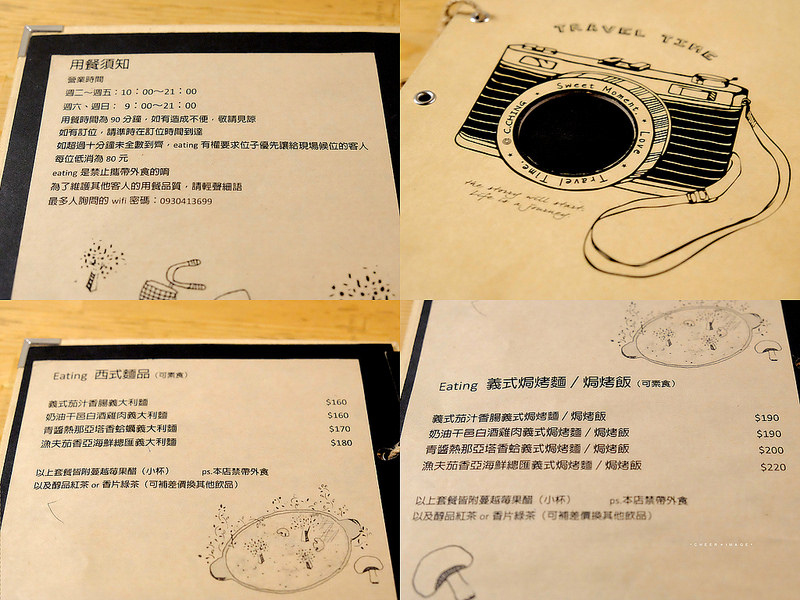 用餐須知
營業時間
週二～週五：10：00～21：00
週六、週日： 9：00～21：00
用餐時間為 90 分鐘，如有造成不便，敬請見諒
如有訂位，請準時在訂位時間到達
如超過十分鐘未全數到齊，eating 有權要求位子優先讓給現場候位的客人
每位低消為 80 元
eating 是禁止攜帶外食的唷
為了維護其他客人的用餐品質，請輕聲細語
最多人詢問的 wifi 密碼：0930413699
TRAVEL TIME
© C.CHING · Sweet Moment · Love · Travel Time ·
the story will start.
Life is a journey.
Eating 西式麵品（可素食）
義式茄汁香腸義大利麵 $160
奶油干邑白酒雞肉義大利麵 $160
青醬熱那亞塔香蛤蠣義大利麵 $170
漁夫茄香亞海鮮總匯義大利麵 $180
以上套餐皆附蔓越莓果醋（小杯） ps.本店禁帶外食
以及醇品紅茶 or 香片綠茶（可補差價換其他飲品）
Eating 義式焗烤麵 / 焗烤飯（可素食）
義式茄汁香腸義式焗烤麵 / 焗烤飯 $190
奶油干邑白酒雞肉義式焗烤麵 / 焗烤飯 $190
青醬熱那亞塔香蛤義式焗烤麵 / 焗烤飯 $200
漁夫茄香亞海鮮總匯義式焗烤麵 / 焗烤飯 $220
以上套餐皆附蔓越莓果醋（小杯） ps.本店禁帶外食
以及醇品紅茶 or 香片綠茶（可補差價換其他飲品）